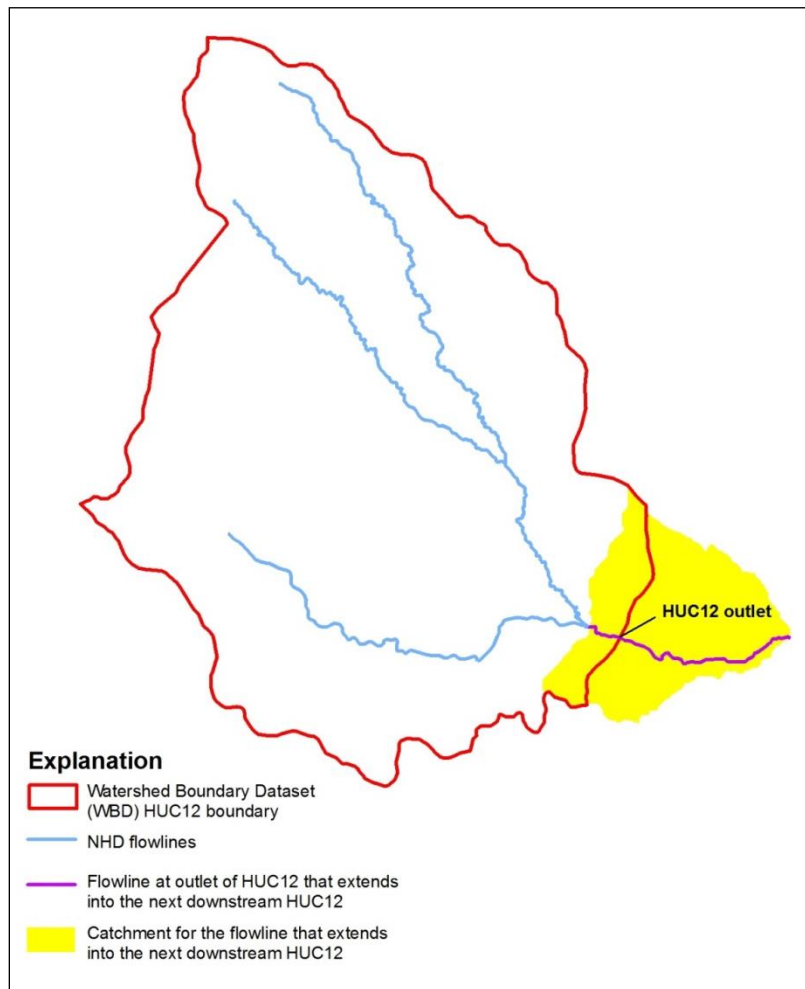 HUC12 outlet
Explanation
Watershed Boundary Dataset
(WBD) HUC12 boundary
NHD flowlines
Flowline at outlet of HUC12 that extends
into the next downstream HUC12
Catchment for the flowline that extends
into the next downstream HUC12